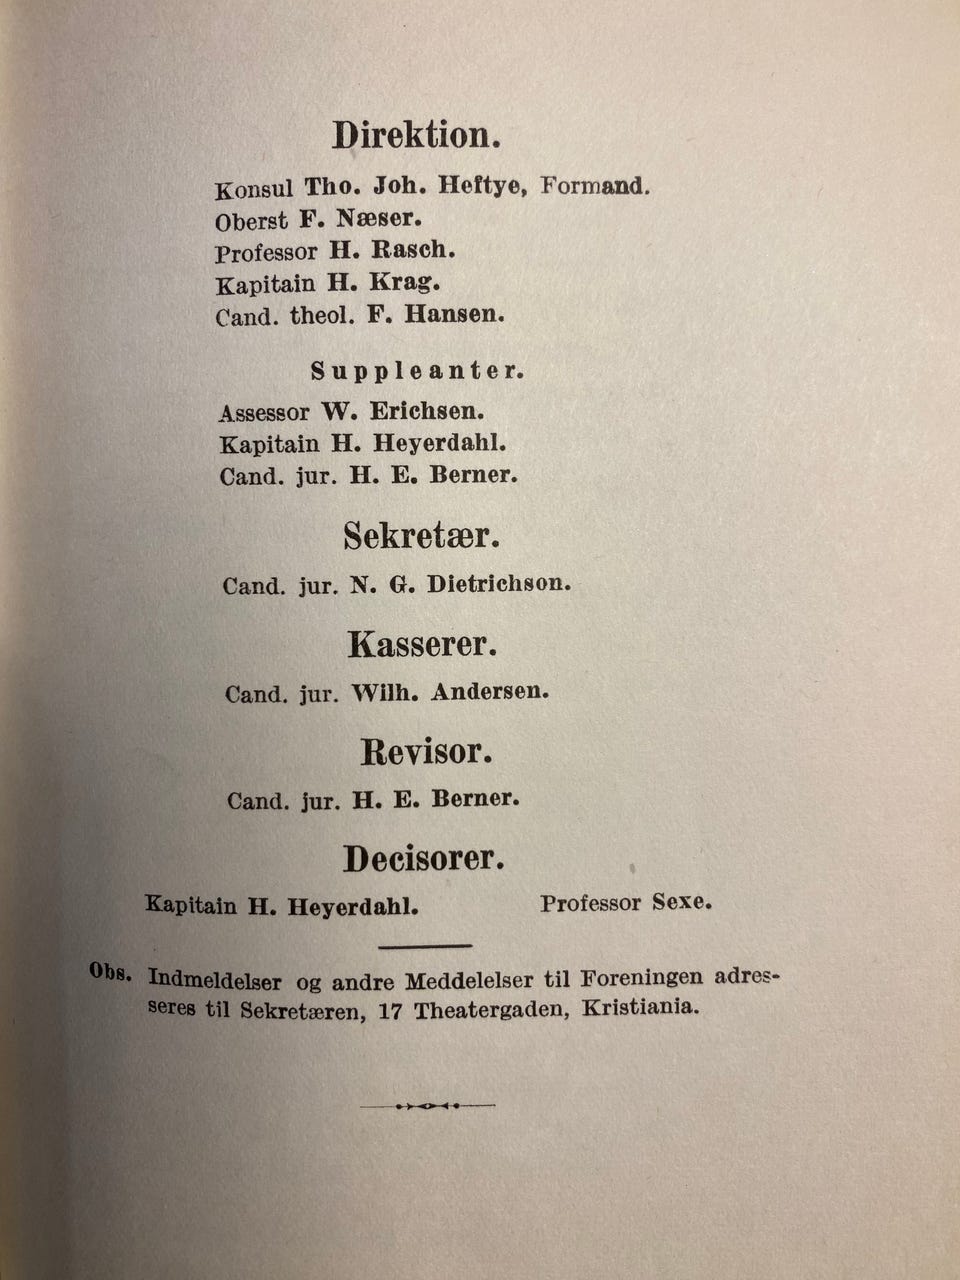 Direktion.
Konsul Tho. Joh. Heftye, Formand.
Oberst F. Næser.
Professor H. Rasch.
Kapitain H. Krag.
Cand. theol. F. Hansen.
Suppleanter.
Assessor W. Erichsen.
Kapitain H. Heyerdahl.
Cand. jur. H. E. Berner.
Sekretær.
Cand. jur. N. G. Dietrichson.
Kasserer.
Cand. jur. Wilh. Andersen.
Revisor.
Cand. jur. H. E. Berner.
Decisorer.
Kapitain H. Heyerdahl. Professor Sexe.
Obs. Indmeldelser og andre Meddelelser til Foreningen adres-
seres til Sekretæren, 17 Theatergaden, Kristiania.